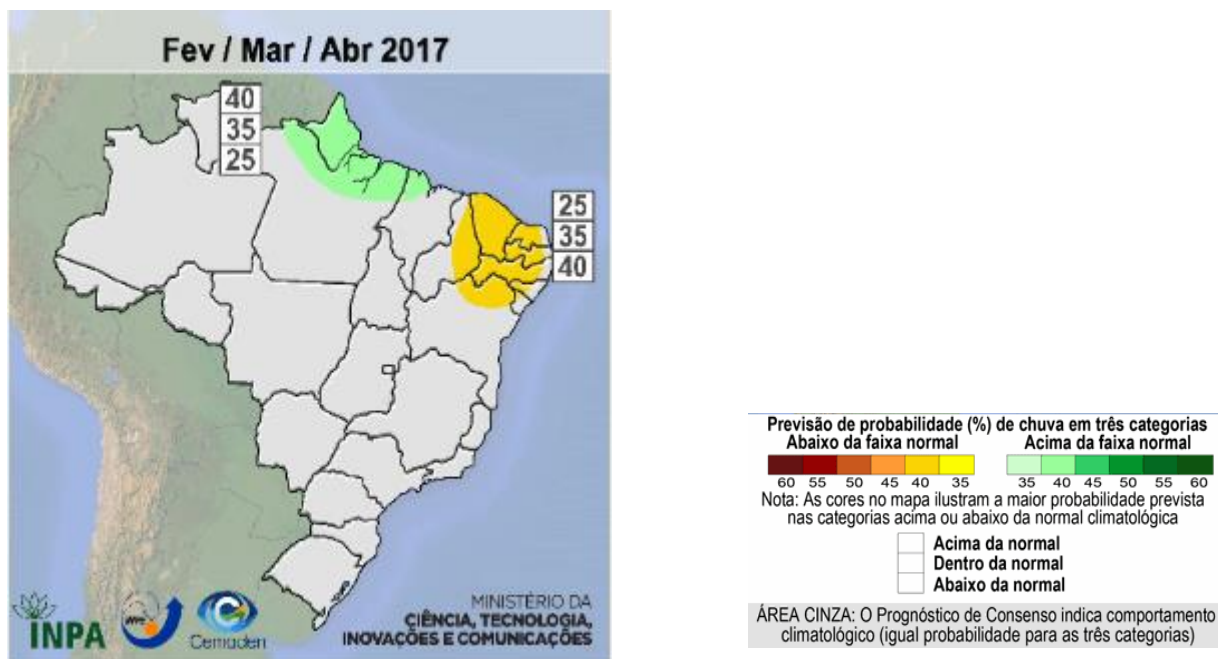 Fev / Mar / Abr 2017
40
35
25
25
35
40
INPA
Cemaden
MINISTÉRIO DA
CIÊNCIA, TECNOLOGIA,
INOVAÇÕES E COMUNICAÇÕES
Previsão de probabilidade (%) de chuva em três categorias
Abaixo da faixa normal Acima da faixa normal
60 55 50 45 40 35 35 40 45 50 55 60
Nota: As cores no mapa ilustram a maior probabilidade prevista
nas categorias acima ou abaixo da normal climatológica
Acima da normal
Dentro da normal
Abaixo da normal
ÁREA CINZA: O Prognóstico de Consenso indica comportamento
climatológico (igual probabilidade para as três categorias)